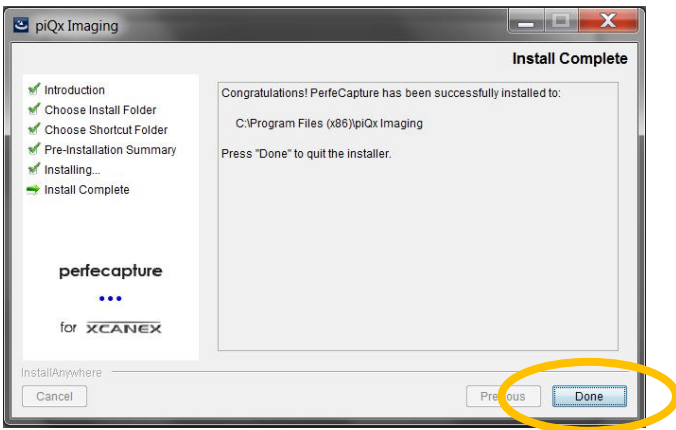 piQx Imaging
Install Complete
Introduction
Choose Install Folder
Choose Shortcut Folder
Pre-Installation Summary
Installing...
Install Complete
Congratulations! PerfeCapture has been successfully installed to:
C:\Program Files (x86)\piQx Imaging
Press "Done" to quit the installer.
perfecapture
for XCANEX
InstallAnywhere
Cancel
Previous
Done